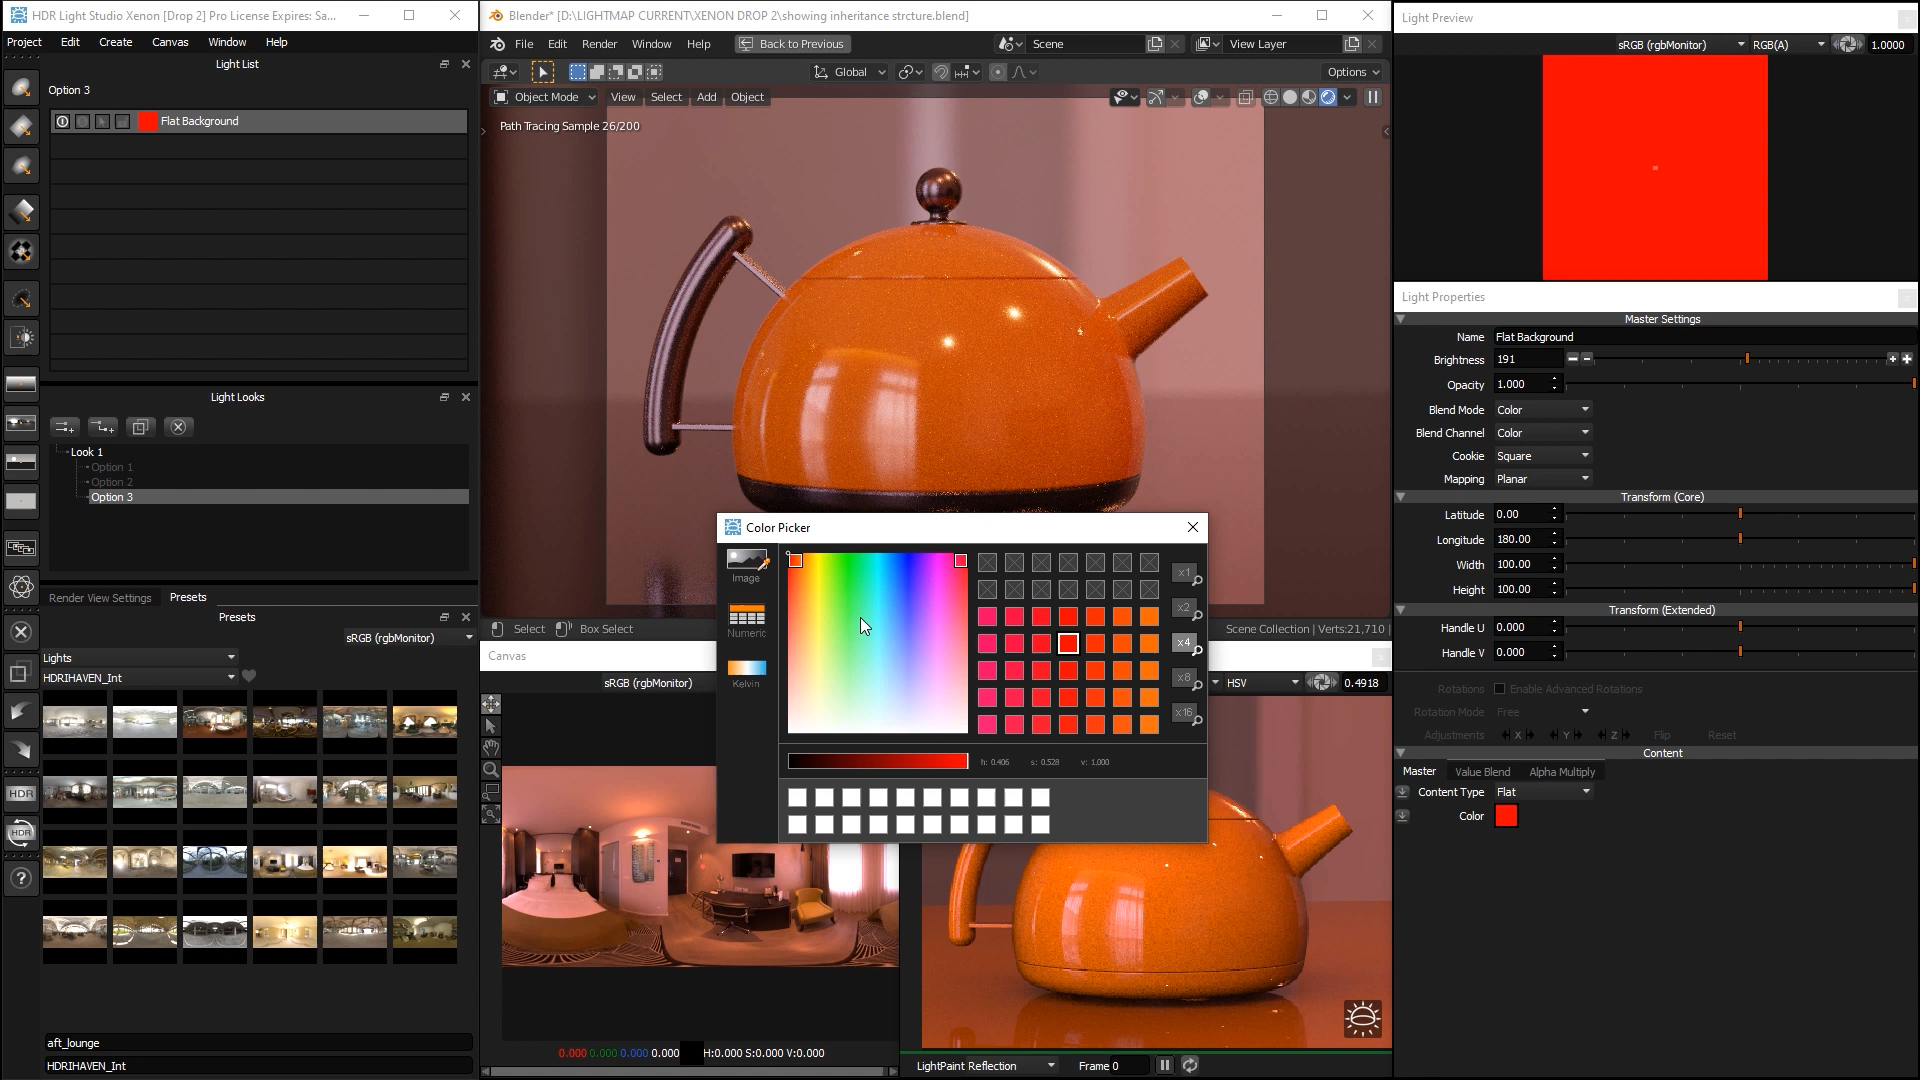 HDR Light Studio Xenon [Drop 2] Pro License Expires: Sa...
Project Edit Create Canvas Window Help
Light List
Option 3
Flat Background
Light Looks
Look 1
Option 1
Option 2
Option 3
Render View Settings Presets
Presets
sRGB (rgbMonitor)
Lights
HDRIHAVEN_Int
HDR
HDR
?
aft_lounge
HDRIHAVEN_Int
Blender* [D:\LIGHTMAP CURRENT\XENON DROP 2\showing inheritance strcture.blend]
File Edit Render Window Help Back to Previous Scene View Layer
Global Options
Object Mode View Select Add Object
Path Tracing Sample 26/200
Select Box Select Scene Collection | Verts:21,710 |
Color Picker
Image
Numeric
Kelvin
x1
x2
x4
x8
x16
h: 0.406 s: 0.528 v: 1.000
Canvas
sRGB (rgbMonitor)
HSV 0.4918
0.000 0.000 0.000 0.000 H:0.000 S:0.000 V:0.000
LightPaint Reflection Frame 0
Light Preview
sRGB (rgbMonitor) RGB(A) 1.0000
Light Properties
Master Settings
Name Flat Background
Brightness 191
Opacity 1.000
Blend Mode Color
Blend Channel Color
Cookie Square
Mapping Planar
Transform (Core)
Latitude 0.00
Longitude 180.00
Width 100.00
Height 100.00
Transform (Extended)
Handle U 0.000
Handle V 0.000
Rotations Enable Advanced Rotations
Rotation Mode Free
Adjustments X Y Z Flip Reset
Content
Master Value Blend Alpha Multiply
Content Type Flat
Color